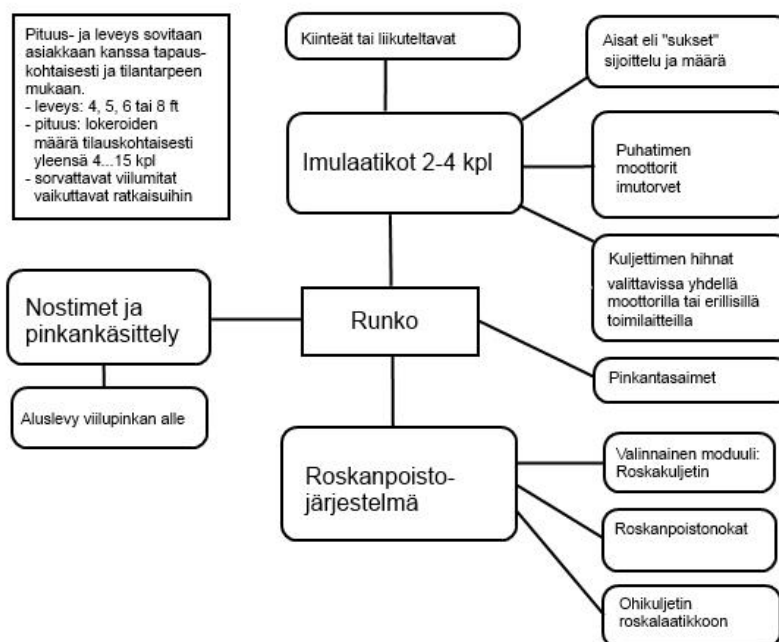 Pituus- ja leveys sovitaan
asiakkaan kanssa tapaus-
kohtaisesti ja tilantarpeen
mukaan.
- leveys: 4, 5, 6 tai 8 ft
- pituus: lokeroiden
määrä tilauskohtaisesti
yleensä 4...15 kpl
- sorvattavat viilumitat
vaikuttavat ratkaisuihin
Kiinteät tai liikuteltavat
Aisat eli "sukset"
sijoittelu ja määrä
Imulaatikot 2-4 kpl
Puhatimen
moottorit
imutorvet
Kuljettimen hihnat
valittavissa yhdellä
moottorilla tai erillisillä
toimilaitteilla
Nostimet ja
pinkankäsittely
Runko
Pinkantasaimet
Aluslevy viilupinkan alle
Roskanpoisto-
järjestelmä
Valinnainen moduuli:
Roskakuljetin
Roskanpoistonokat
Ohikuljetin
roskalaatikkoon